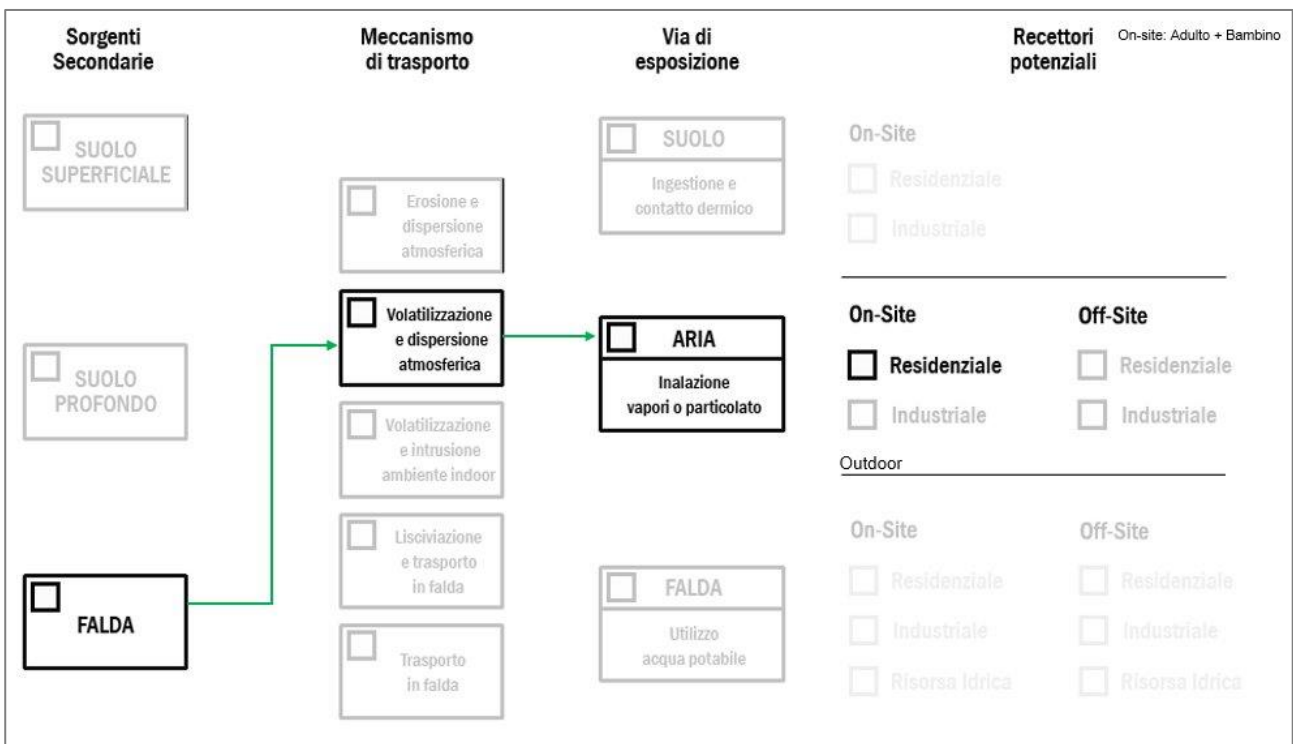 Sorgenti
Secondarie
Meccanismo
di trasporto
Via di
esposizione
Recettori
potenziali
On-site: Adulto + Bambino
SUOLO
SUPERFICIALE
SUOLO
PROFONDO
FALDA
Erosione e
dispersione
atmosferica
Volatilizzazione
e dispersione
atmosferica
Volatilizzazione
e intrusione
ambiente indoor
Lisciviazione
e trasporto
in falda
Trasporto
in falda
SUOLO
Ingestione e
contatto dermico
ARIA
Inalazione
vapori o particolato
FALDA
Utilizzo
acqua potabile
On-Site
Residenziale
Industriale
On-Site
Residenziale
Industriale
Off-Site
Residenziale
Industriale
Outdoor
On-Site
Residenziale
Industriale
Risorsa Idrica
Off-Site
Residenziale
Industriale
Risorsa Idrica